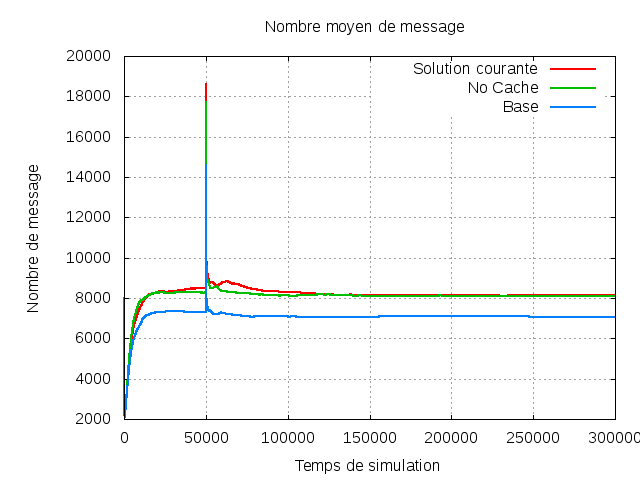 Nombre moyen de message
Solution courante
No Cache
Base
20000
18000
16000
14000
12000
10000
8000
6000
4000
2000
Nombre de message
0 50000 100000 150000 200000 250000 300000
Temps de simulation